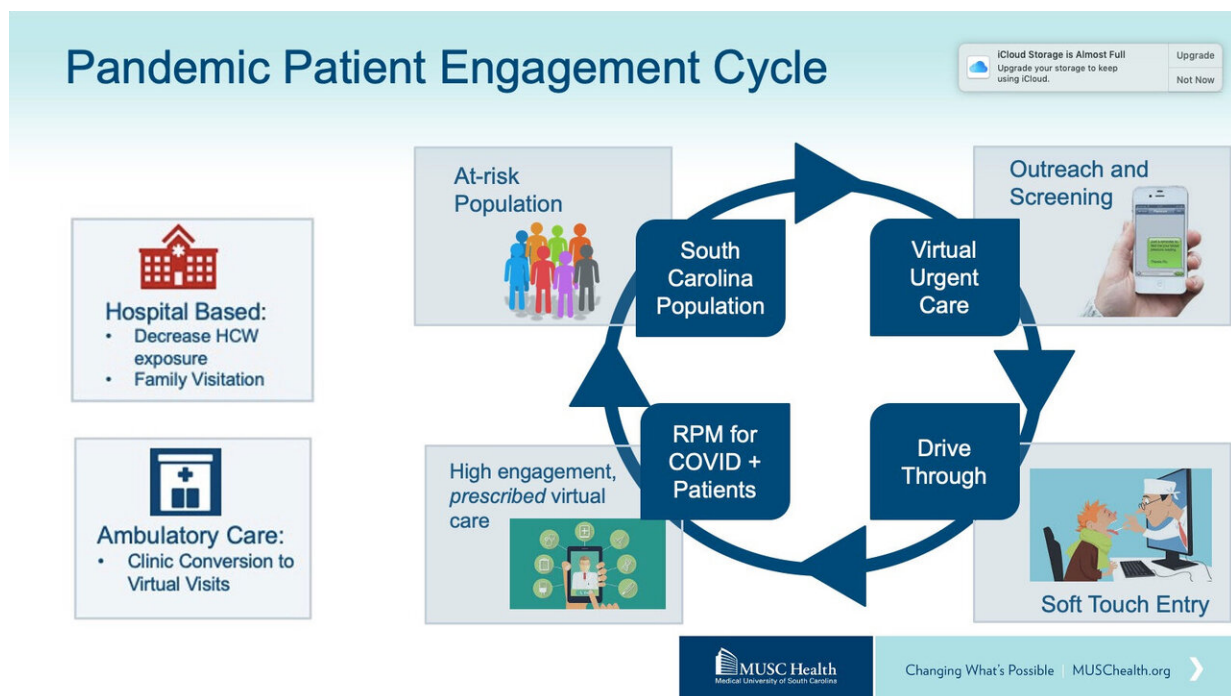 Pandemic Patient Engagement Cycle
iCloud Storage is Almost Full
Upgrade your storage to keep
using iCloud.
Upgrade
Not Now
Hospital Based:
• Decrease HCW
exposure
• Family Visitation
Ambulatory Care:
• Clinic Conversion to
Virtual Visits
At-risk
Population
South
Carolina
Population
Outreach and
Screening
Virtual
Urgent
Care
High engagement,
prescribed virtual
care
RPM for
COVID +
Patients
Drive
Through
Soft Touch Entry
MUSC Health
Medical University of South Carolina
Changing What's Possible | MUSChealth.org